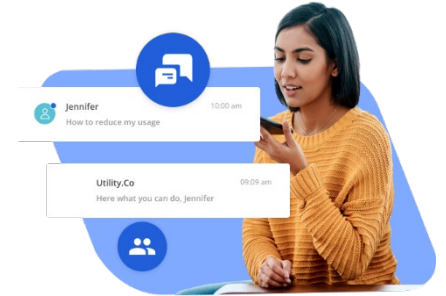 Jennifer
10:00 am
How to reduce my usage
Utility.Co
09:09 am
Here what you can do, Jennifer